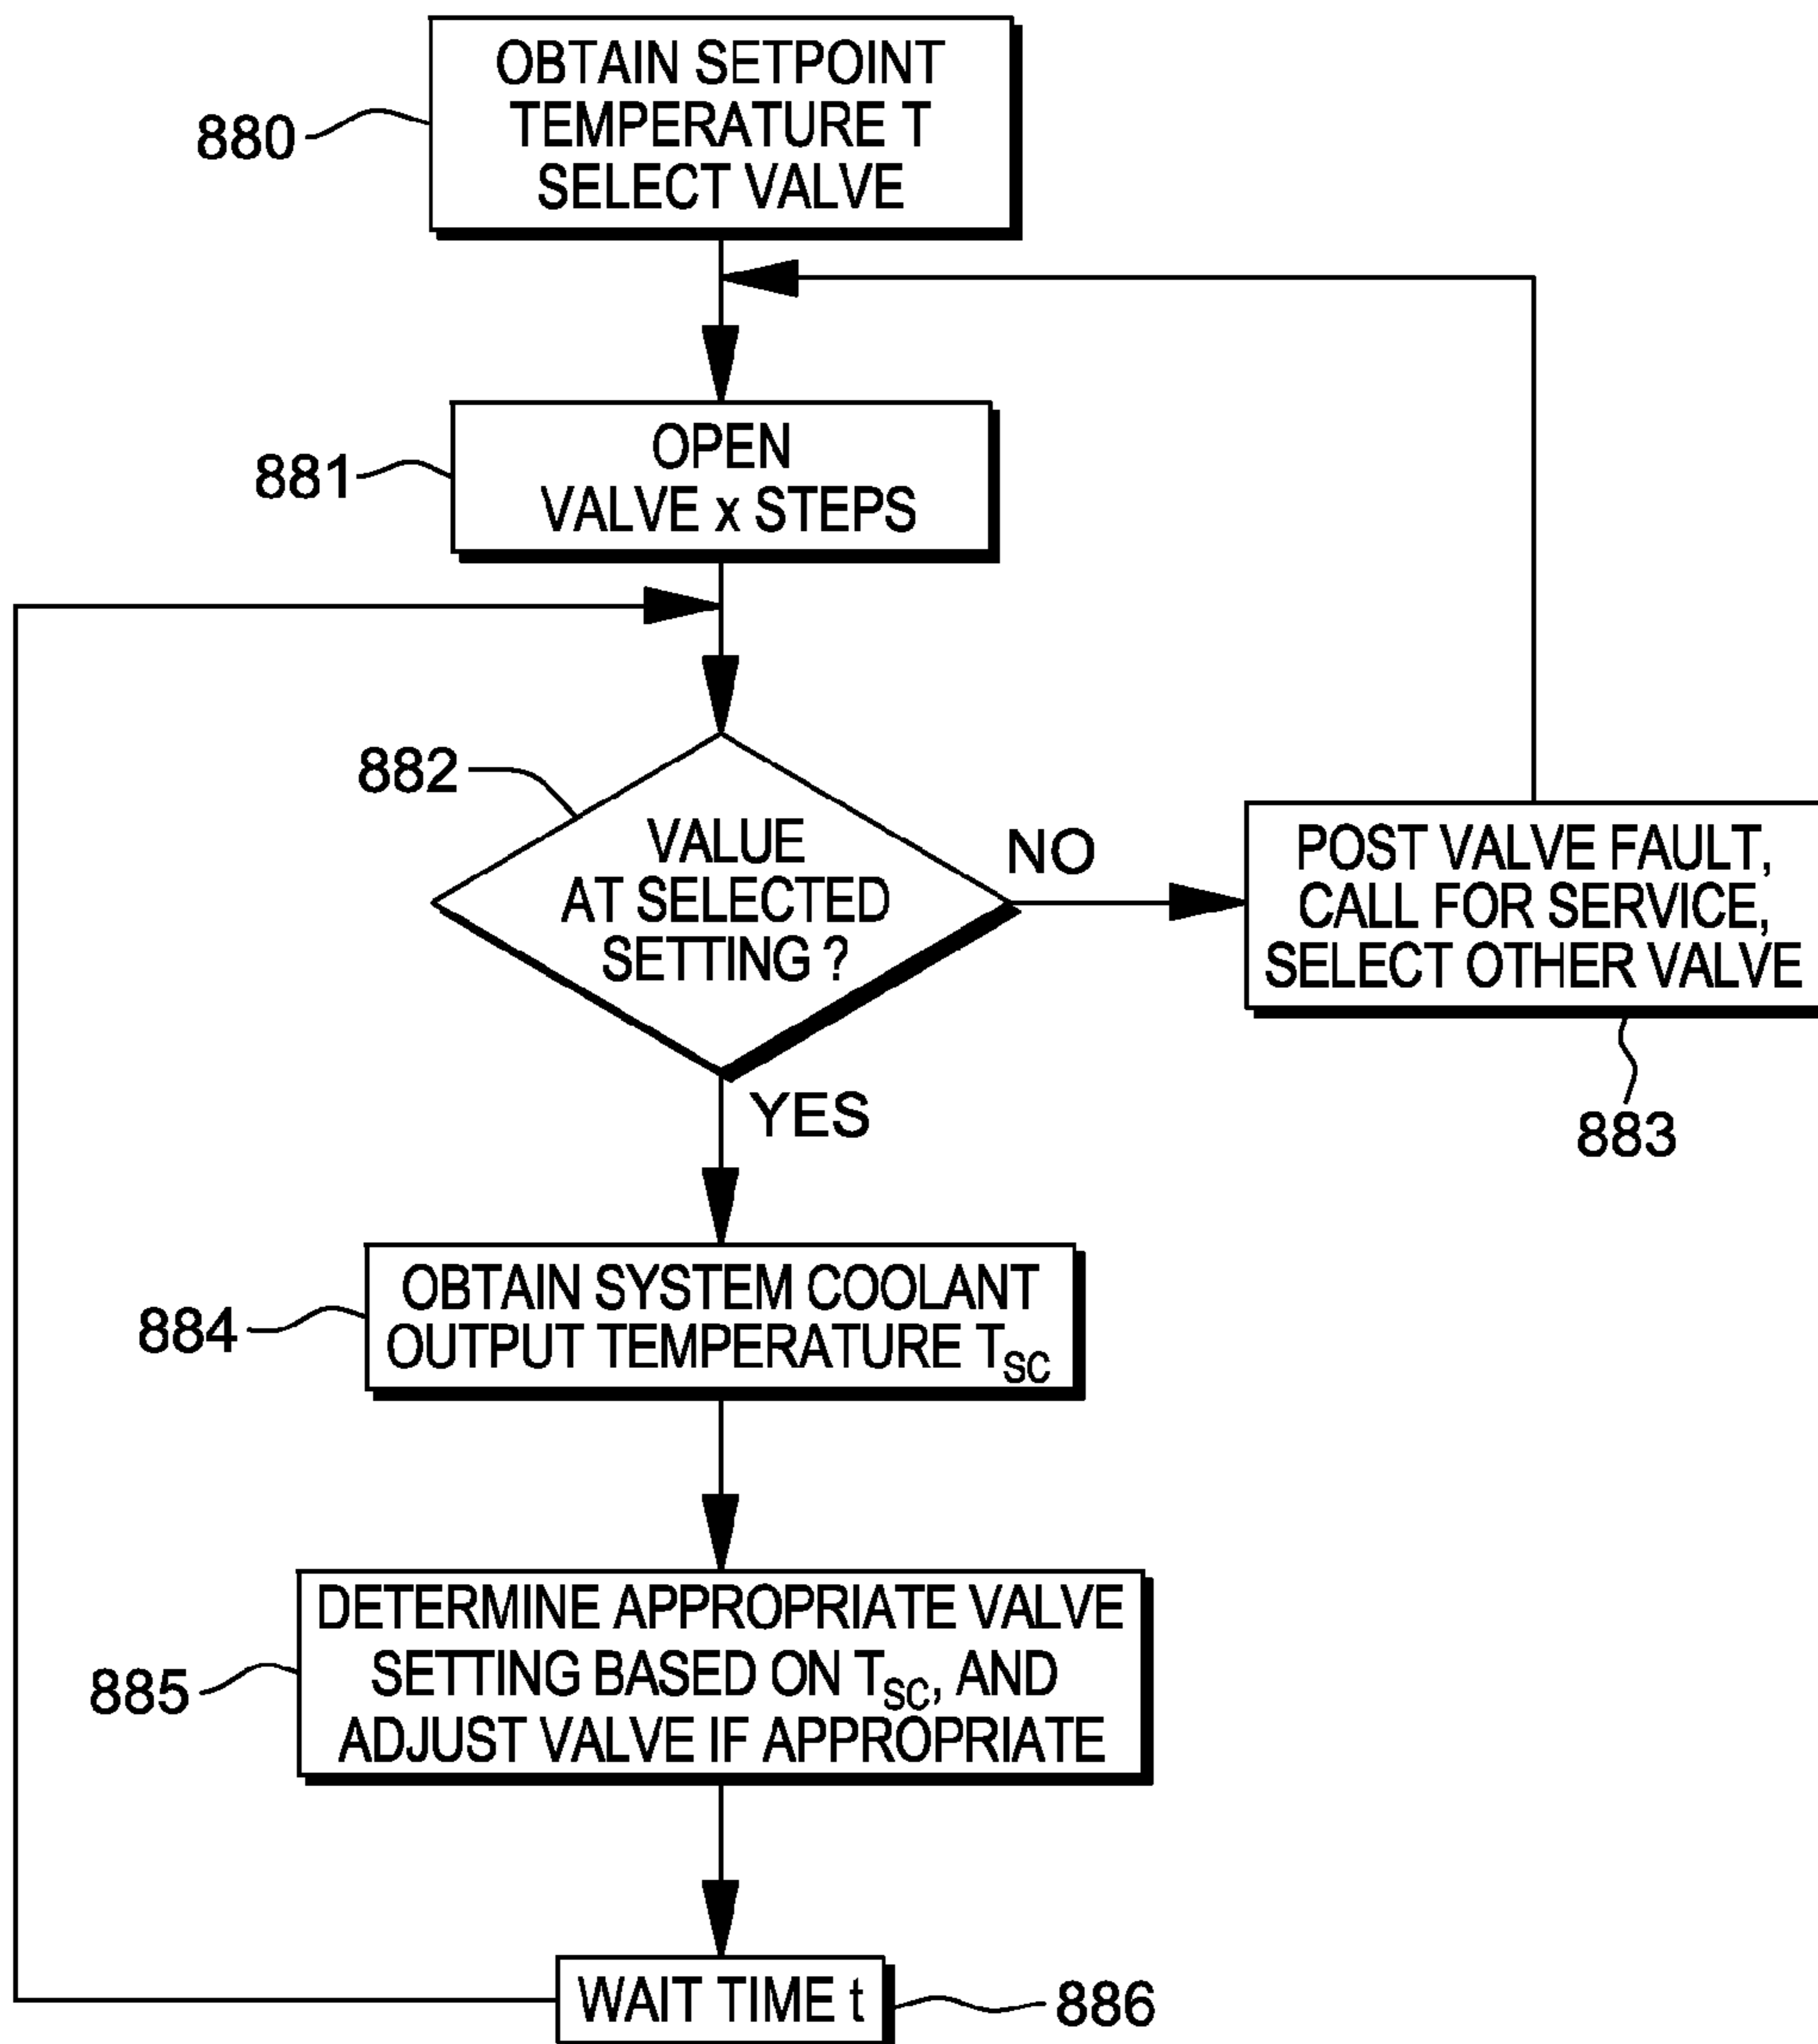 OBTAIN SETPOINT
TEMPERATURE T
SELECT VALVE
880
OPEN
VALVE x STEPS
881
882
VALUE
AT SELECTED
SETTING ?
NO
POST VALVE FAULT,
CALL FOR SERVICE,
SELECT OTHER VALVE
883
YES
OBTAIN SYSTEM COOLANT
OUTPUT TEMPERATURE TSC
884
DETERMINE APPROPRIATE VALVE
SETTING BASED ON TSC, AND
ADJUST VALVE IF APPROPRIATE
885
WAIT TIME t
886